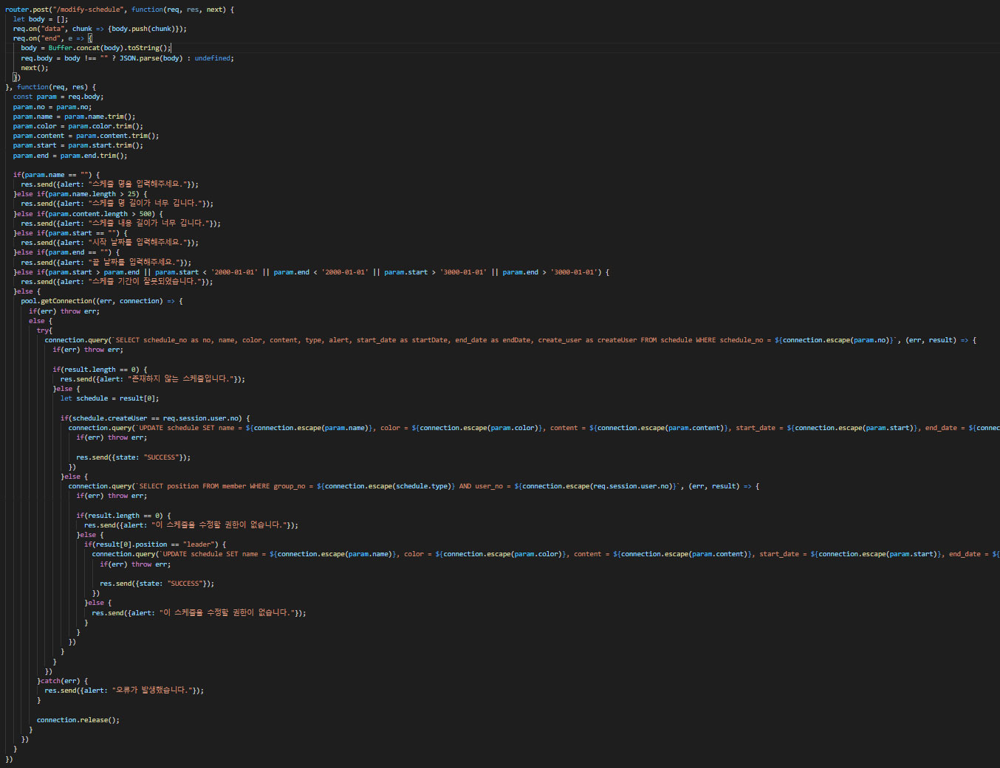 router.post("/modify-schedule", function(req, res, next) {
let body = [];
req.on("data", chunk => {body.push(chunk)});
req.on("end", e => {
body = Buffer.concat(body).toString();
req.body = body !== "" ? JSON.parse(body) : undefined;
next();
})
}, function(req, res) {
const param = req.body;
param.no = param.no;
param.name = param.name.trim();
param.color = param.color.trim();
param.content = param.content.trim();
param.start = param.start.trim();
param.end = param.end.trim();
if(param.name == "") {
res.send({alert: "스케줄 명을 입력해주세요."});
}else if(param.name.length > 25) {
res.send({alert: "스케줄 명 길이가 너무 깁니다."});
}else if(param.content.length > 500) {
res.send({alert: "스케줄 내용 길이가 너무 깁니다."});
}else if(param.start == "") {
res.send({alert: "시작 날짜를 입력해주세요."});
}else if(param.end == "") {
res.send({alert: "끝 날짜를 입력해주세요."});
}else if(param.start > param.end || param.start < '2000-01-01' || param.end < '2000-01-01' || param.start > '3000-01-01' || param.end > '3000-01-01') {
res.send({alert: "스케줄 기간이 잘못되었습니다."});
}else {
pool.getConnection((err, connection) => {
if(err) throw err;
else {
try{
connection.query(`SELECT schedule_no as no, name, color, content, type, alert, start_date as startDate, end_date as endDate, create_user as createUser FROM schedule WHERE schedule_no = ${connection.escape(param.no)}`, (err, result) => {
if(err) throw err;
if(result.length == 0) {
res.send({alert: "존재하지 않는 스케줄입니다."});
}else {
let schedule = result[0];
if(schedule.createUser == req.session.user.no) {
connection.query(`UPDATE schedule SET name = ${connection.escape(param.name)}, color = ${connection.escape(param.color)}, content = ${connection.escape(param.content)}, start_date = ${connection.escape(param.start)}, end_date = ${connec
if(err) throw err;
res.send({state: "SUCCESS"});
})
}else {
connection.query(`SELECT position FROM member WHERE group_no = ${connection.escape(schedule.type)} AND user_no = ${connection.escape(req.session.user.no)}`, (err, result) => {
if(err) throw err;
if(result.length == 0) {
res.send({alert: "이 스케줄을 수정할 권한이 없습니다."});
}else {
if(result[0].position == "leader") {
connection.query(`UPDATE schedule SET name = ${connection.escape(param.name)}, color = ${connection.escape(param.color)}, content = ${connection.escape(param.content)}, start_date = ${connection.escape(param.start)}, end_date = ${
if(err) throw err;
res.send({state: "SUCCESS"});
})
}else {
res.send({alert: "이 스케줄을 수정할 권한이 없습니다."});
}
}
})
}
}
})
}catch(err) {
res.send({alert: "오류가 발생했습니다."});
}
connection.release();
}
})
}
})